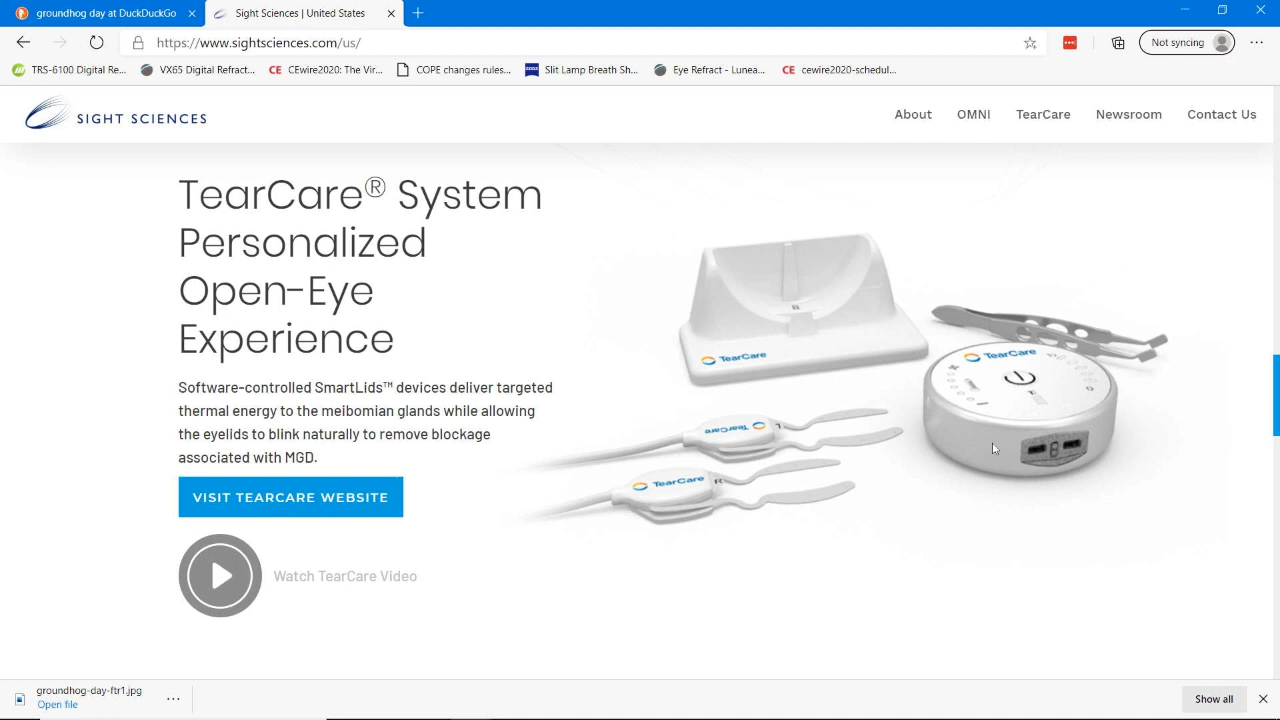 groundhog day at DuckDuckGo
Sight Sciences | United States
https://www.sightsciences.com/us/
Not syncing
TRS-6100 Digital Re...
VX65 Digital Refract...
CE CEwire2020: The Vir...
COPE changes rules...
ZEISS Slit Lamp Breath Sh...
Eye Refract - Lunea...
CE cewire2020-schedul...
SIGHT SCIENCES
About
OMNI
TearCare
Newsroom
Contact Us
TearCare® System
Personalized
Open-Eye
Experience
Software-controlled SmartLids™ devices deliver targeted
thermal energy to the meibomian glands while allowing
the eyelids to blink naturally to remove blockage
associated with MGD.
VISIT TEARCARE WEBSITE
Watch TearCare Video
TearCare
TearCare
TearCare
L
TearCare
R
groundhog-day-ftr1.jpg
Open file
Show all